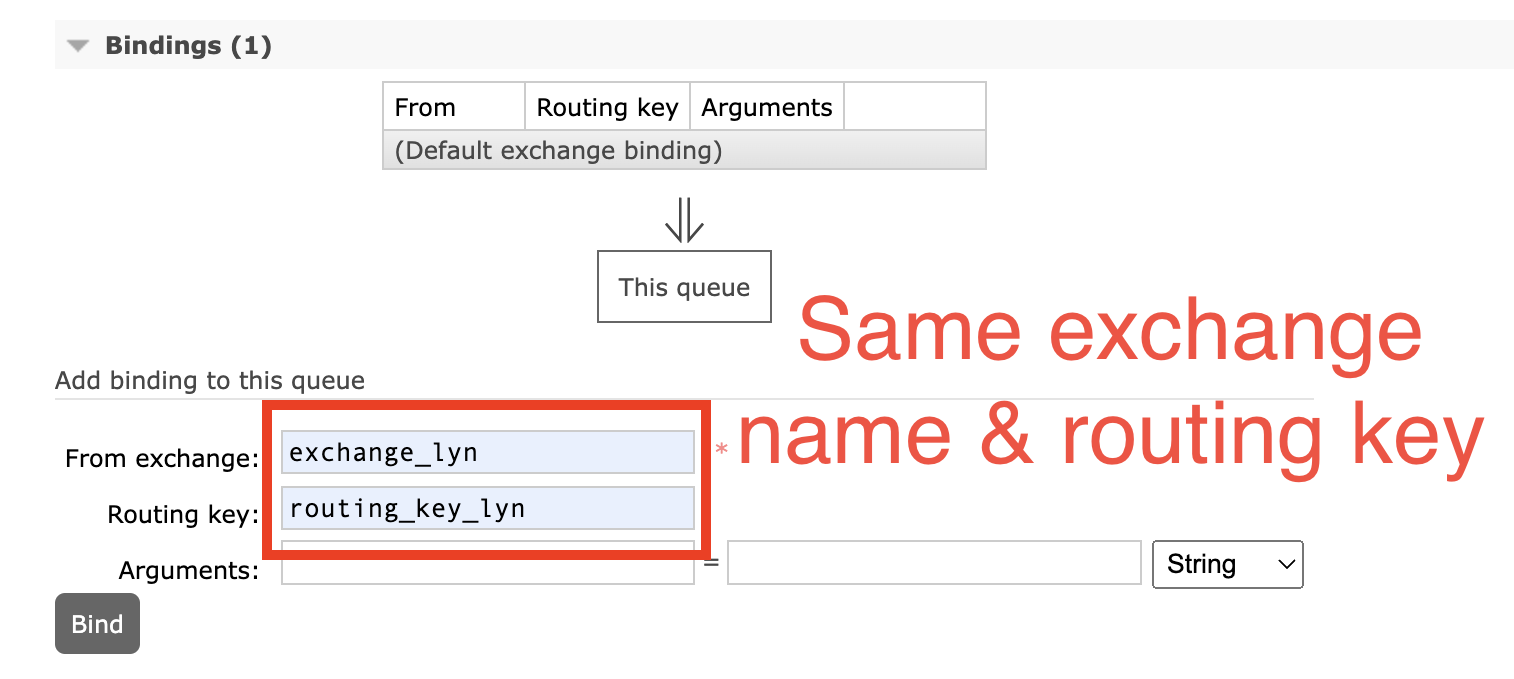 Bindings (1)
From Routing key Arguments
(Default exchange binding)
This queue
Same exchange
name & routing key
Add binding to this queue
From exchange: exchange_lyn *
Routing key: routing_key_lyn
Arguments: = String
Bind